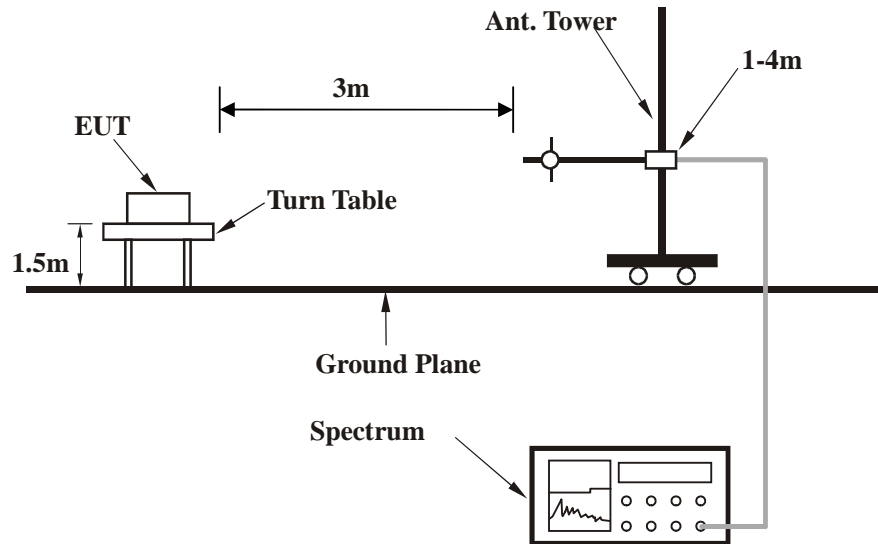 Ant. Tower
1-4m
3m
EUT
Turn Table
1.5m
Ground Plane
Spectrum